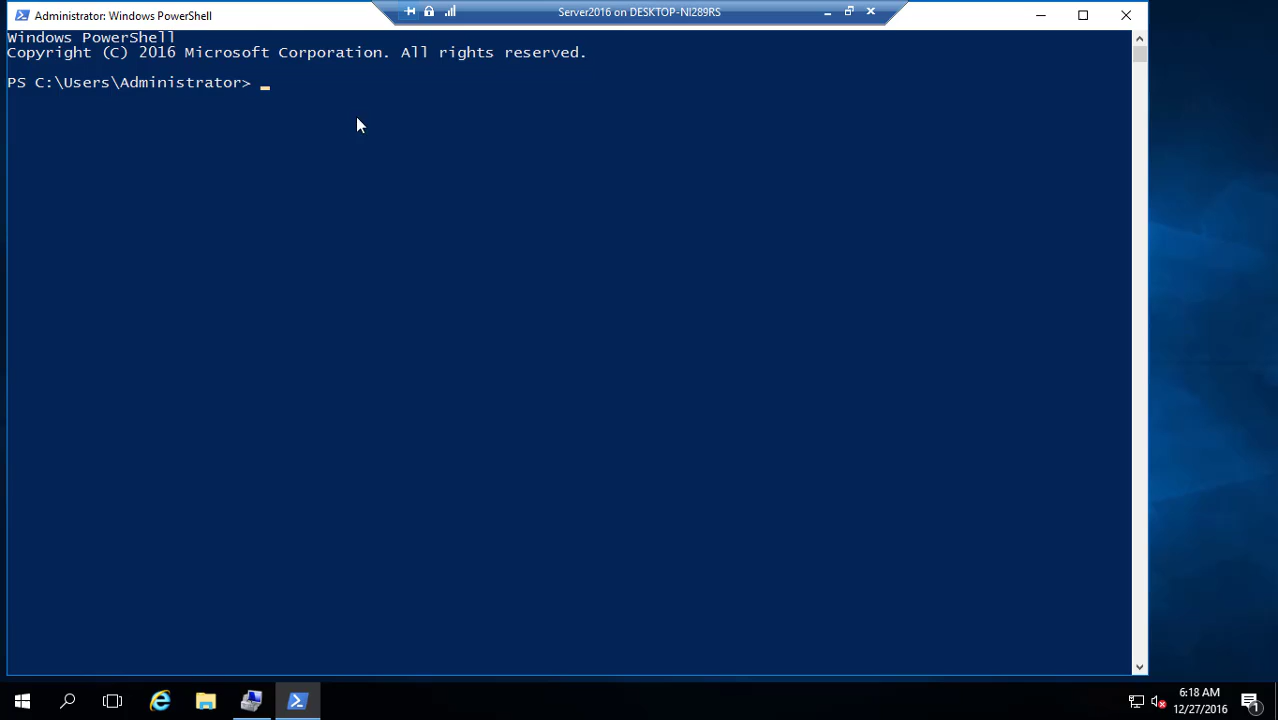 Server2016 on DESKTOP-NI289RS
Administrator: Windows PowerShell
Windows PowerShell
Copyright (C) 2016 Microsoft Corporation. All rights reserved.
PS C:\Users\Administrator> _
6:18 AM
12/27/2016
1